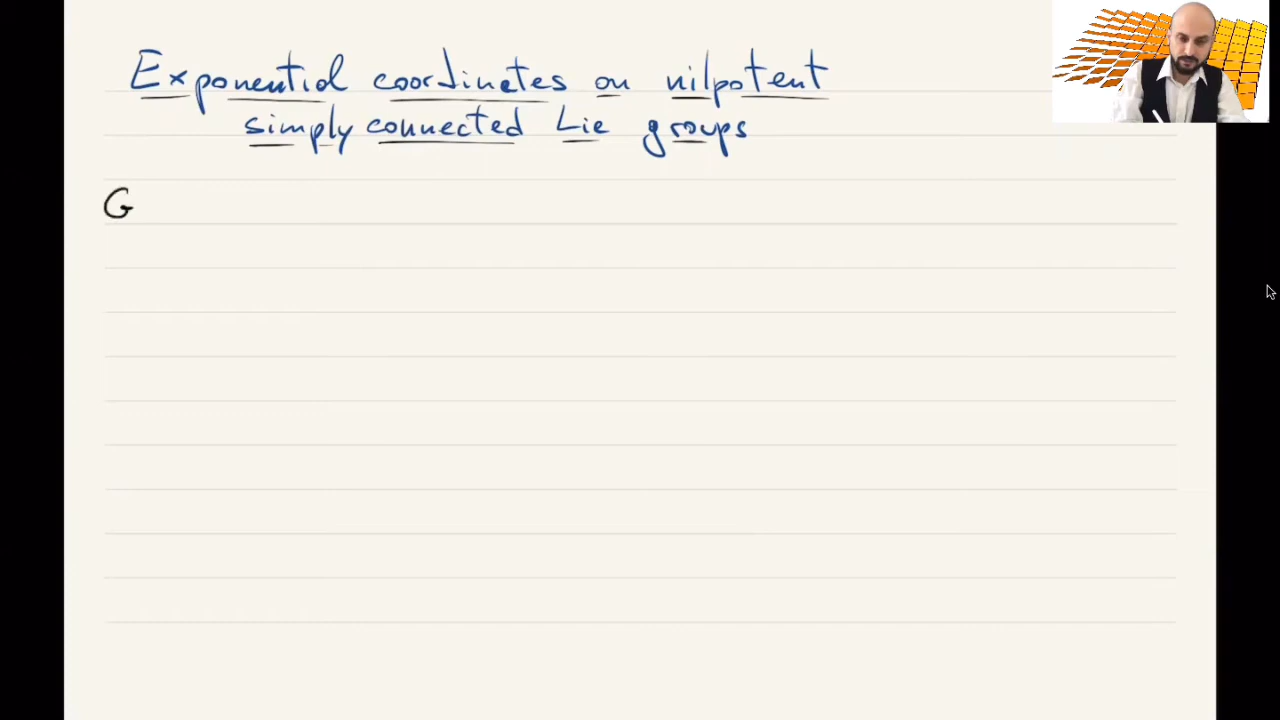 Exponential coordinates on nilpotent
simply connected Lie groups
G